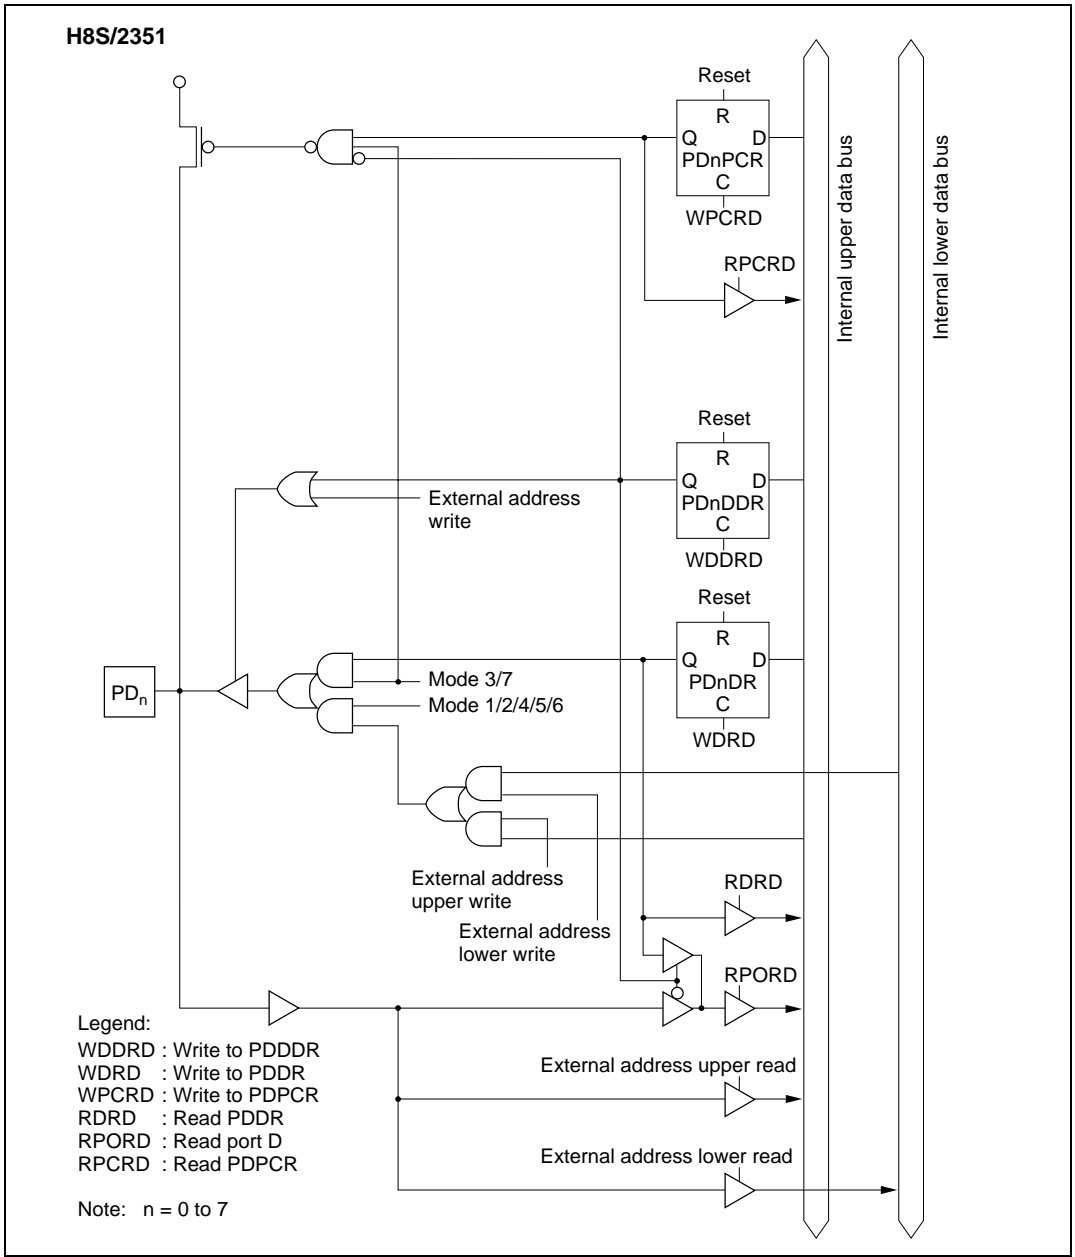 H8S/2351
Reset
R
Q D
PDnPCR
C
WPCRD
RPCRD
Internal upper data bus
Internal lower data bus
Reset
R
Q D
PDnDDR
C
WDDRD
External address
write
Reset
R
Q D
PDnDR
C
WDRD
PDn
Mode 3/7
Mode 1/2/4/5/6
External address
upper write
External address
lower write
RDRD
RPORD
External address upper read
External address lower read
Legend:
WDDRD : Write to PDDDR
WDRD : Write to PDDR
WPCRD : Write to PDPCR
RDRD : Read PDDR
RPORD : Read port D
RPCRD : Read PDPCR
Note: n = 0 to 7